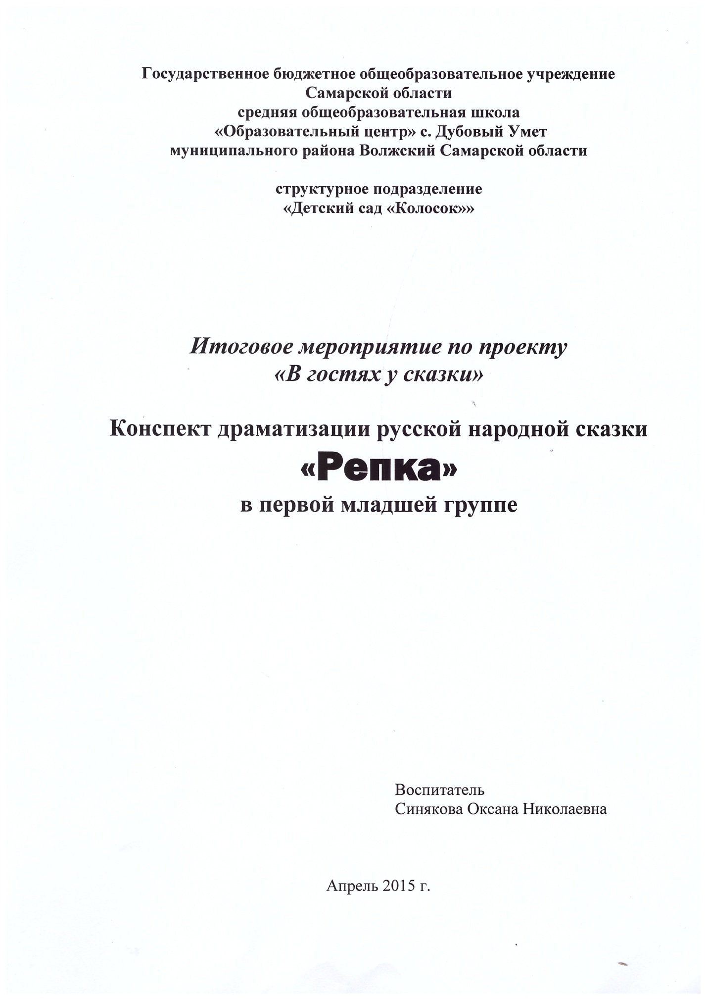 Государственное бюджетное общеобразовательное учреждение
Самарской области
средняя общеобразовательная школа
«Образовательный центр» с. Дубовый Умет
муниципального района Волжский Самарской области
структурное подразделение
«Детский сад «Колосок»»
Итоговое мероприятие по проекту
«В гостях у сказки»
Конспект драматизации русской народной сказки
«Репка»
в первой младшей группе
Воспитатель
Синякова Оксана Николаевна
Апрель 2015 г.